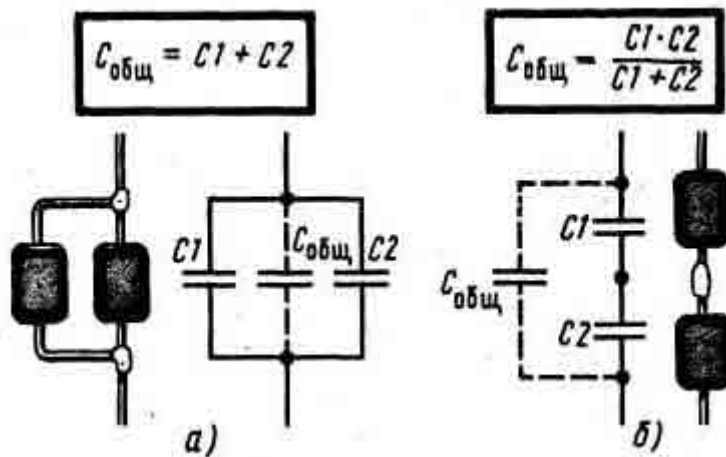 Cобщ = C1 + C2
Cобщ = C1·C2
C1+C2
C1
Cобщ
C2
Cобщ
C1
C2
а)
б)